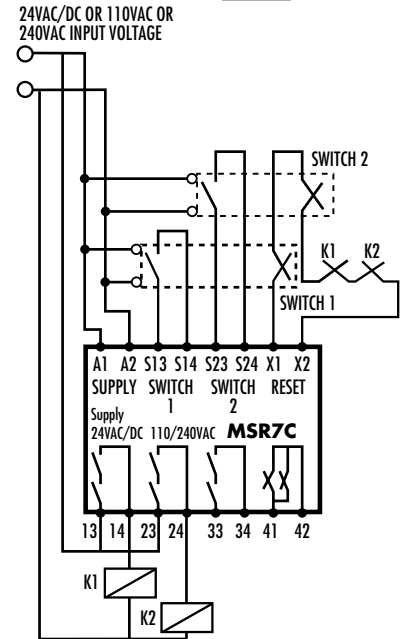 24VAC/DC OR 110VAC OR
240VAC INPUT VOLTAGE
SWITCH 2
K1 K2
SWITCH 1
A1 A2 S13 S14 S23 S24 X1 X2
SUPPLY SWITCH SWITCH RESET
1 2
Supply
24VAC/DC 110/240VAC MSR7C
13 14 23 24 33 34 41 42
K1
K2